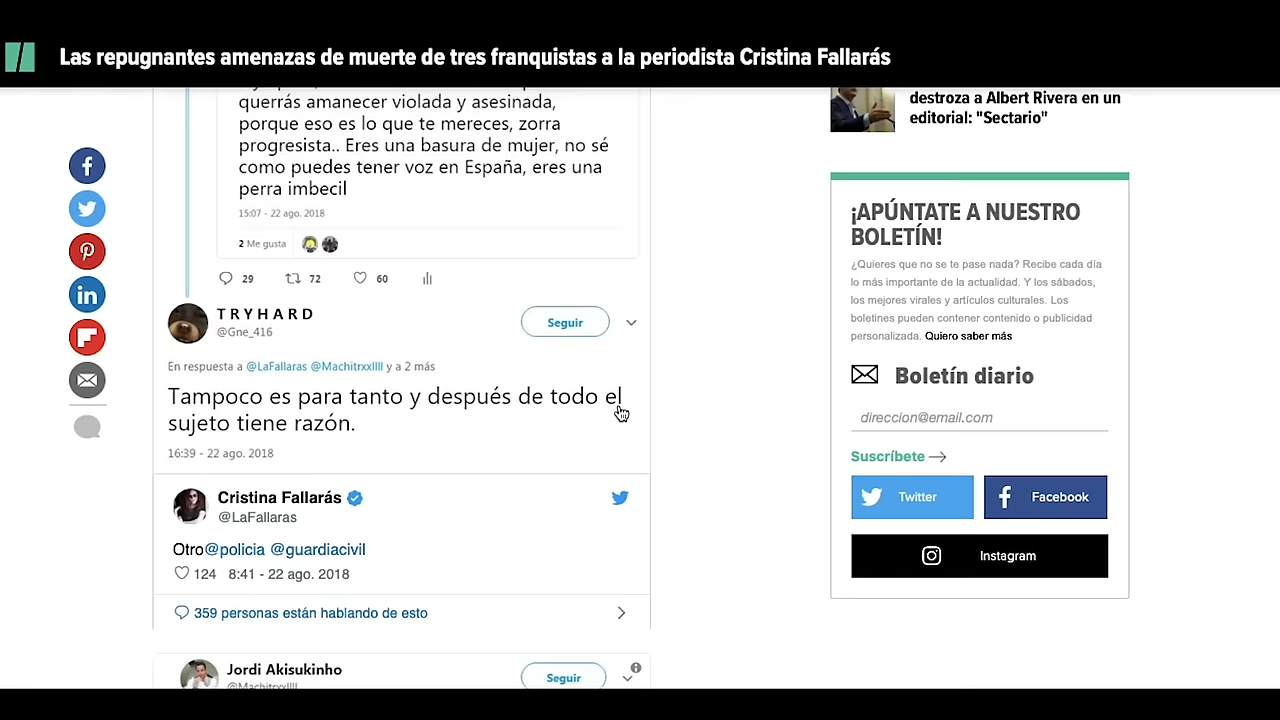 Las repugnantes amenazas de muerte de tres franquistas a la periodista Cristina Fallarás
querrás amanecer violada y asesinada,
porque eso es lo que te mereces, zorra
progresista.. Eres una basura de mujer, no sé
como puedes tener voz en España, eres una
perra imbecil
15:07 - 22 ago. 2018
2 Me gusta
29 72 60
T R Y H A R D
@Gne_416
Seguir
En respuesta a @LaFallaras @Machitrxxllll y a 2 más
Tampoco es para tanto y después de todo el
sujeto tiene razón.
16:39 - 22 ago. 2018
Cristina Fallarás
@LaFallaras
Otro@policia @guardiacivil
124 8:41 - 22 ago. 2018
359 personas están hablando de esto
Jordi Akisukinho
@Machitrxxllll
Seguir
destroza a Albert Rivera en un
editorial: "Sectario"
¡APÚNTATE A NUESTRO
BOLETÍN!
¿Quieres que no se te pase nada? Recibe cada día
lo más importante de la actualidad. Y los sábados,
los mejores virales y artículos culturales. Los
boletines pueden contener contenido o publicidad
personalizada. Quiero saber más
Boletín diario
direccion@email.com
Suscríbete
Twitter
Facebook
Instagram